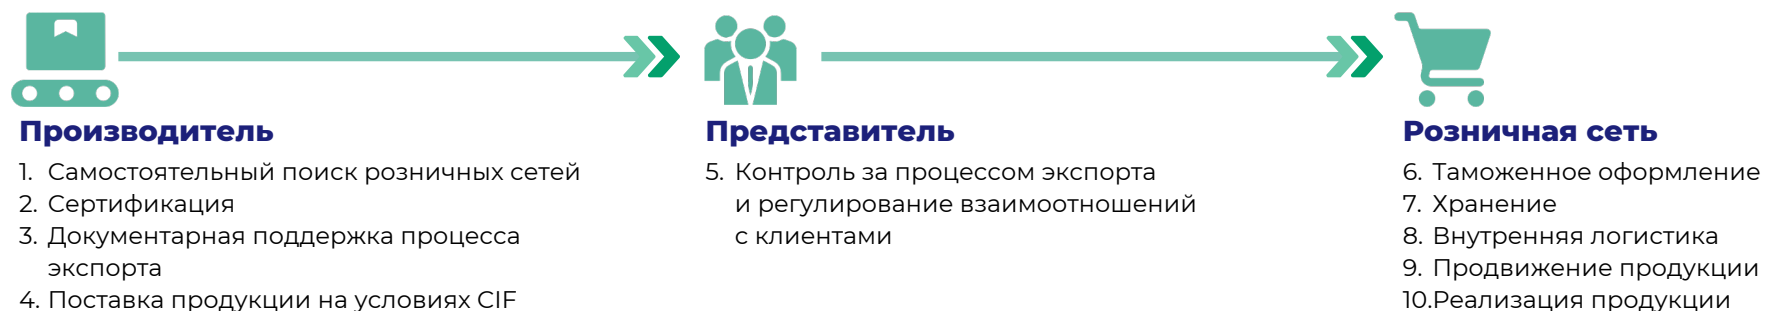 Производитель
1. Самостоятельный поиск розничных сетей
2. Сертификация
3. Документарная поддержка процесса
экспорта
4. Поставка продукции на условиях CIF
Представитель
5. Контроль за процессом экспорта
и регулирование взаимоотношений
с клиентами
Розничная сеть
6. Таможенное оформление
7. Хранение
8. Внутренняя логистика
9. Продвижение продукции
10.Реализация продукции